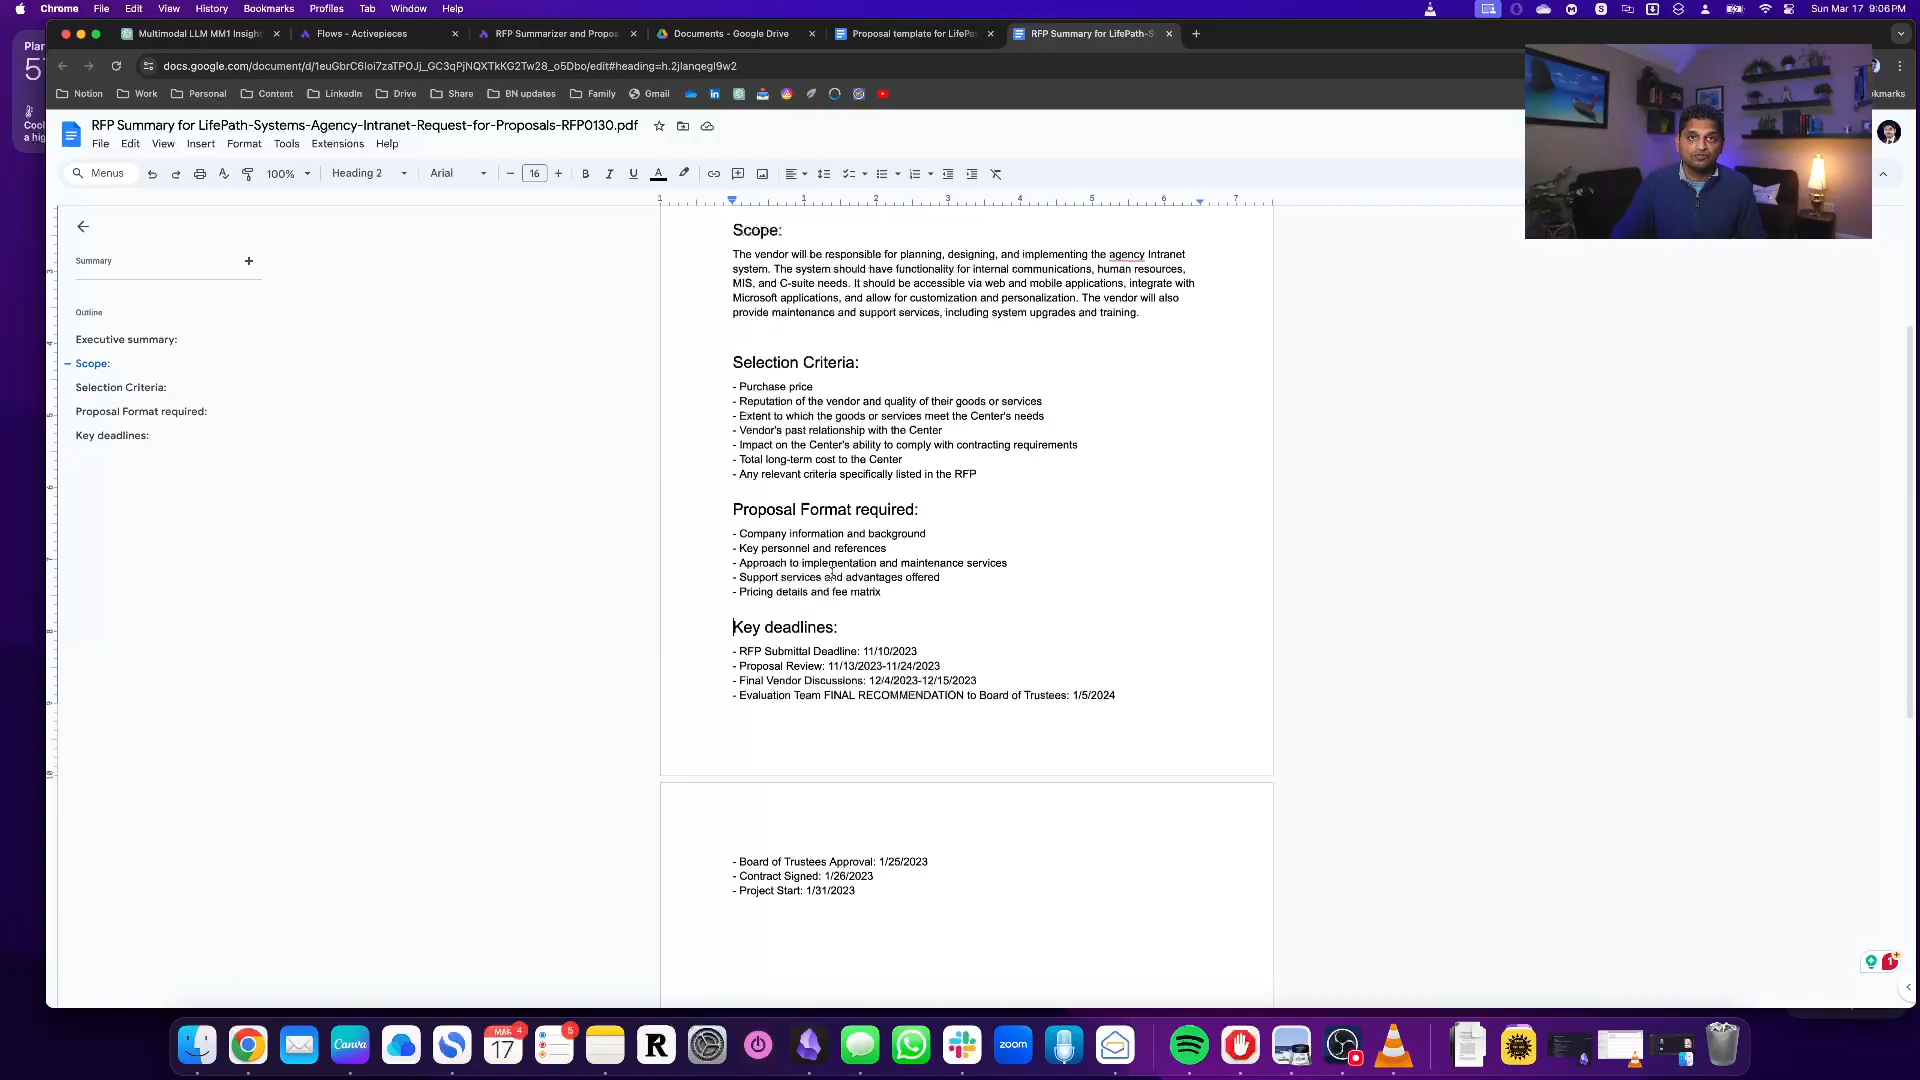 Chrome File Edit View History Bookmarks Profiles Tab Window Help
Sun Mar 17 9:06PM
Multimodal LLM MM1 Insight
Flows - Activepieces
RFP Summarizer and Propos
Documents - Google Drive
Proposal template for LifePa
RFP Summary for LifePath-S
Notion Work Personal Content LinkedIn Drive Share BN updates Family Gmail
RFP Summary for LifePath-Systems-Agency-Intranet-Request-for-Proposals-RFP0130.pdf
File Edit View Insert Format Tools Extensions Help
Menus 100% Heading 2 Arial 16
1 1 2 3 4 5 6 7
Summary
Outline
Executive summary:
Scope:
Selection Criteria:
Proposal Format required:
Key deadlines:
Scope:
The vendor will be responsible for planning, designing, and implementing the agency Intranet
system. The system should have functionality for internal communications, human resources,
MIS, and C-suite needs. It should be accessible via web and mobile applications, integrate with
Microsoft applications, and allow for customization and personalization. The vendor will also
provide maintenance and support services, including system upgrades and training.
Selection Criteria:
- Purchase price
- Reputation of the vendor and quality of their goods or services
- Extent to which the goods or services meet the Center's needs
- Vendor's past relationship with the Center
- Impact on the Center's ability to comply with contracting requirements
- Total long-term cost to the Center
- Any relevant criteria specifically listed in the RFP
Proposal Format required:
- Company information and background
- Key personnel and references
- Approach to implementation and maintenance services
- Support services and advantages offered
- Pricing details and fee matrix
Key deadlines:
- RFP Submittal Deadline: 11/10/2023
- Proposal Review: 11/13/2023-11/24/2023
- Final Vendor Discussions: 12/4/2023-12/15/2023
- Evaluation Team FINAL RECOMMENDATION to Board of Trustees: 1/5/2024
- Board of Trustees Approval: 1/25/2023
- Contract Signed: 1/26/2023
- Project Start: 1/31/2023
Canva
MAR
17
4
5
zoom